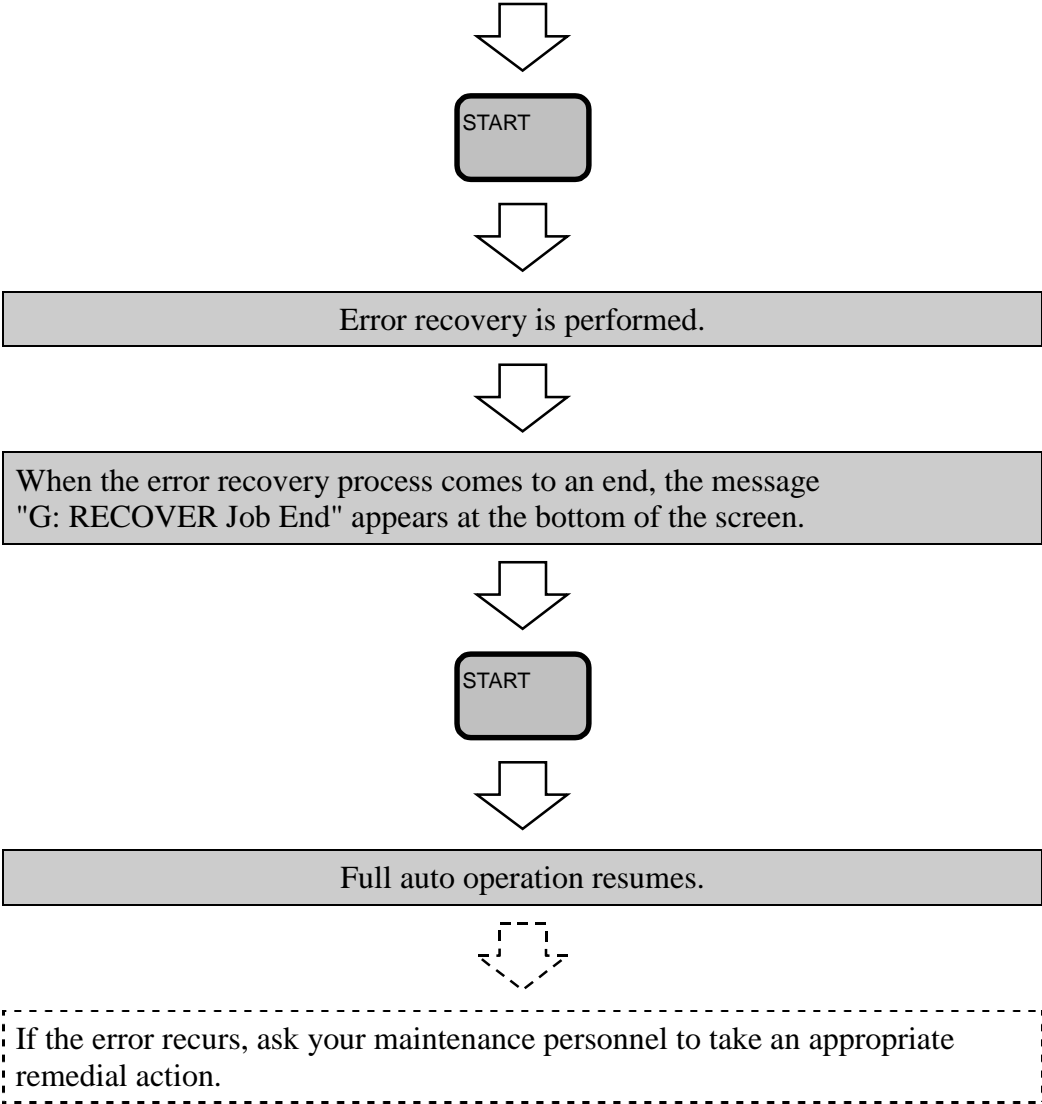 START
Error recovery is performed.
When the error recovery process comes to an end, the message
"G: RECOVER Job End" appears at the bottom of the screen.
START
Full auto operation resumes.
If the error recurs, ask your maintenance personnel to take an appropriate
remedial action.